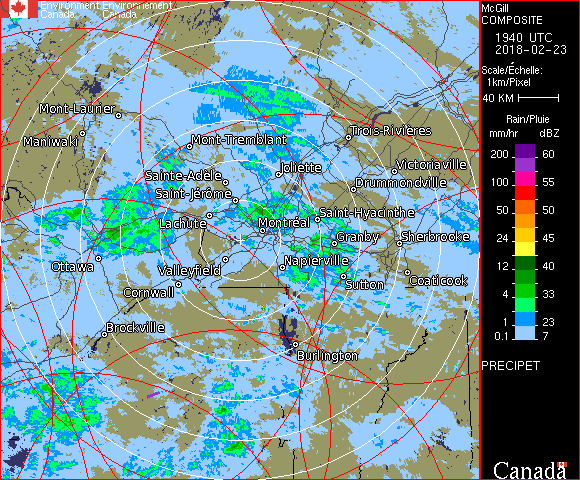 Environment Environnement
Canada Canada
McGill
COMPOSITE
1940 UTC
2018-02-23
Scale/Échelle:
1km/Pixel
40 KM
Rain/Pluie
mm/hr dBZ
200 60
100 55
50 50
24 45
12 40
4 33
1 23
0.1 7
PRECIPET
Canada
Mont-Laurier
Maniwaki
Mont-Tremblant
Trois-Rivières
Sainte-Adele
Joliette
Victoriaville
Saint-Jérôme
Drummondville
Lachute
Montréal
Saint-Hyacinthe
Granby
Sherbrooke
Ottawa
Valleyfield
Napierville
Cornwall
Sutton
Coaticook
Brockville
Burlington